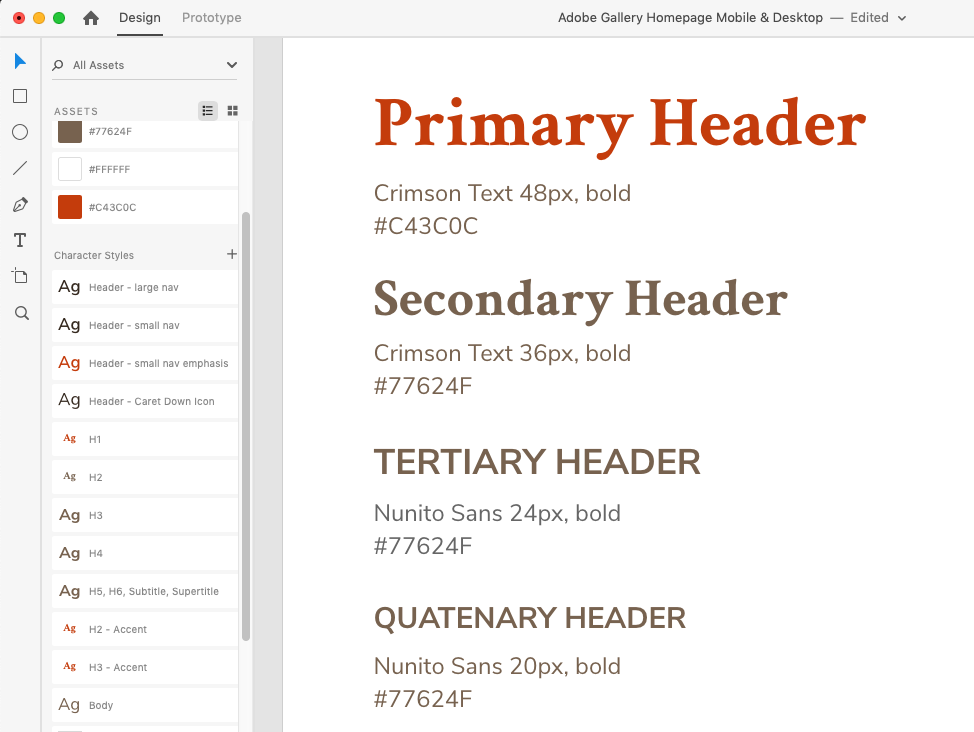 Design Prototype Adobe Gallery Homepage Mobile & Desktop — Edited
All Assets
ASSETS
#77624F
#FFFFFF
#C43C0C
Character Styles
Ag Header - large nav
Ag Header - small nav
Ag Header - small nav emphasis
Ag Header - Caret Down Icon
Ag H1
Ag H2
Ag H3
Ag H4
Ag H5, H6, Subtitle, Supertitle
Ag H2 - Accent
Ag H3 - Accent
Ag Body
Primary Header
Crimson Text 48px, bold
#C43C0C
Secondary Header
Crimson Text 36px, bold
#77624F
TERTIARY HEADER
Nunito Sans 24px, bold
#77624F
QUATENARY HEADER
Nunito Sans 20px, bold
#77624F